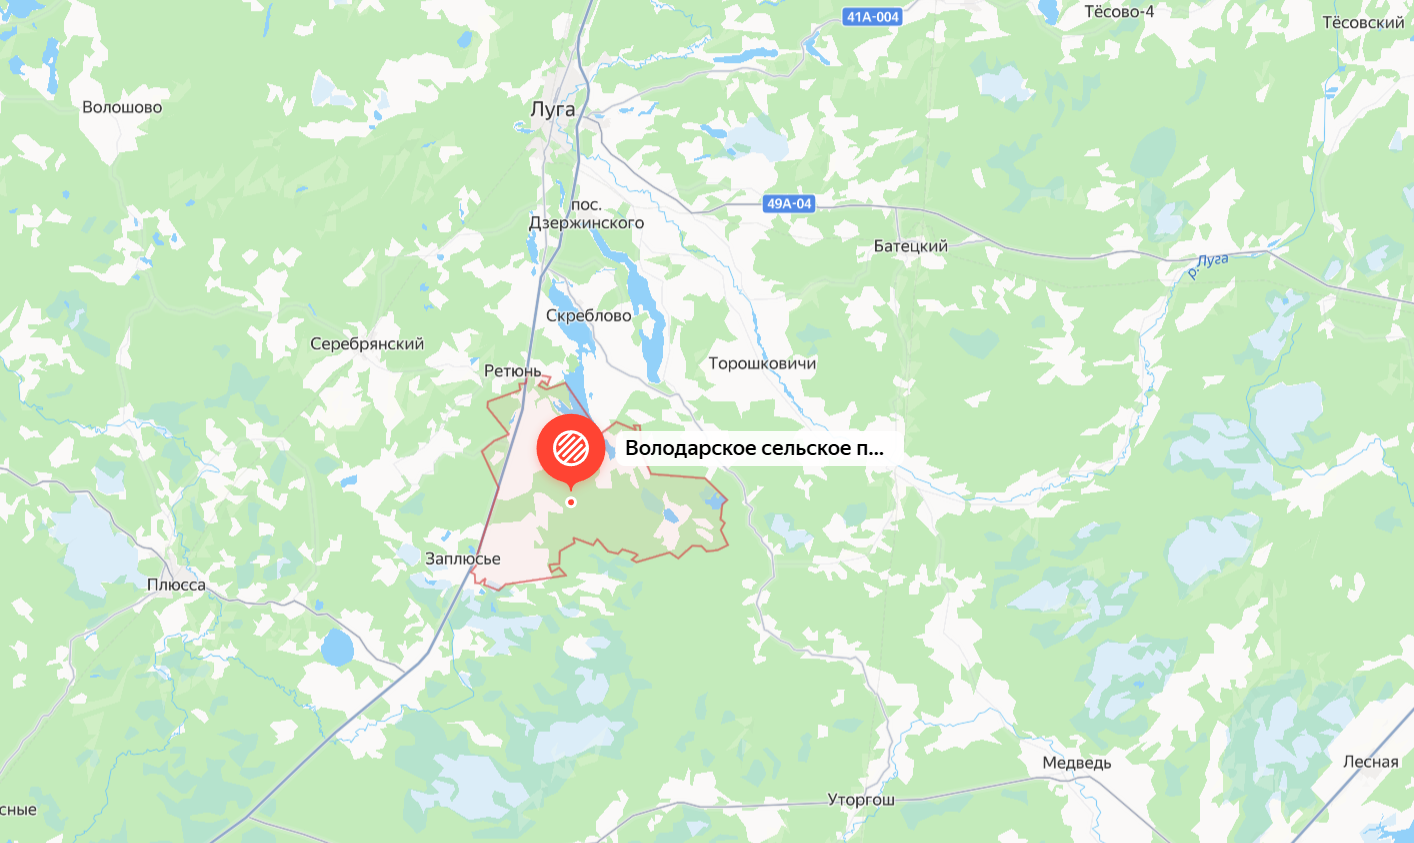 41А-004
Тёсово-4
Тёсовский
Волошово
Луга
49А-04
пос.
Дзержинского
Батецкий
р. Луга
Скреблово
Серебрянский
Ретюнь
Торошковичи
Володарское сельское п...
Заплюсье
Плюсса
Медведь
Лесная
Уторгош
сные